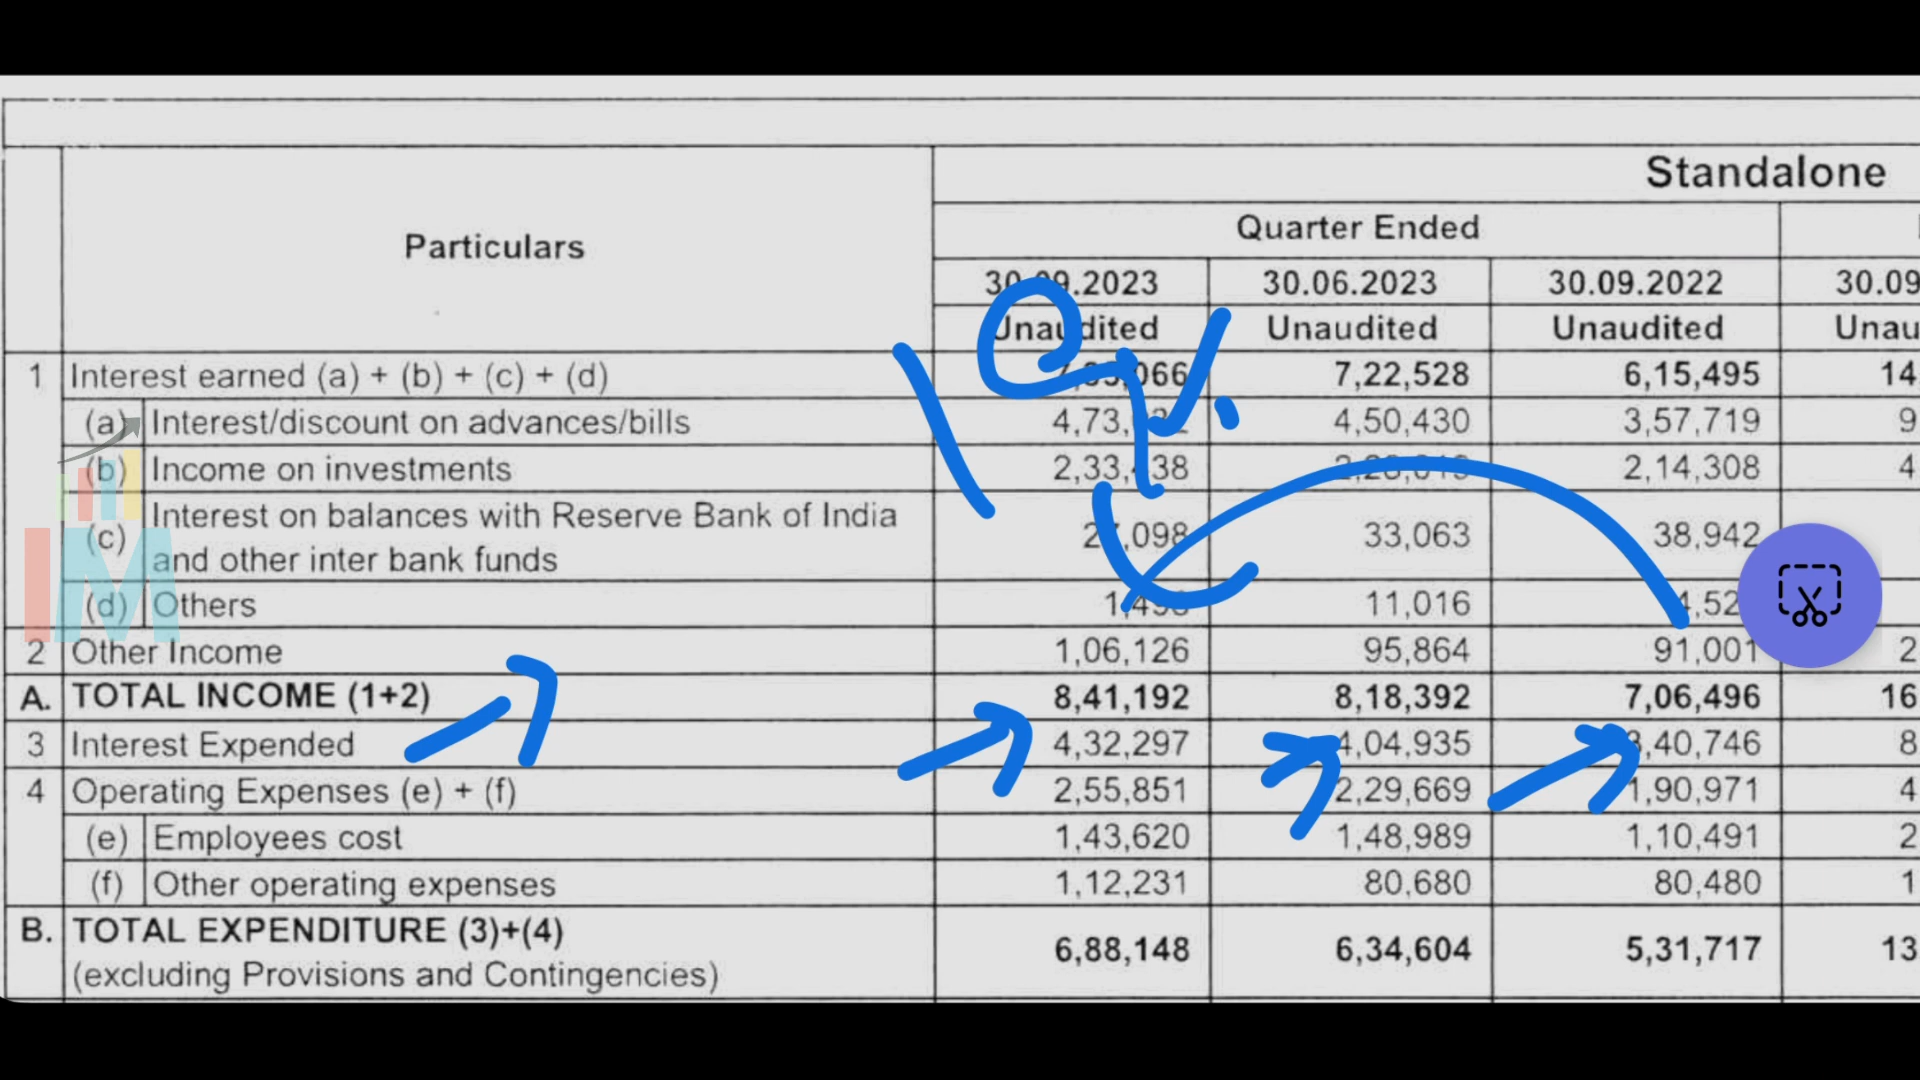 Standalone
Particulars Quarter Ended
30.09.2023 30.06.2023 30.09.2022 30.09
Unaudited Unaudited Unaudited Unau
1 Interest earned (a) + (b) + (c) + (d) 7,22,528 6,15,495 14
(a) Interest/discount on advances/bills 4,50,430 3,57,719 9
(b) Income on investments 2,14,308 4
(c) Interest on balances with Reserve Bank of India and other inter bank funds 33,063 38,942
(d) Others 11,016
2 Other Income 1,06,126 95,864 91,001 2
A. TOTAL INCOME (1+2) 8,41,192 8,18,392 7,06,496 16
3 Interest Expended 4,32,297 4,04,935 3,40,746 8
4 Operating Expenses (e) + (f) 2,55,851 2,29,669 1,90,971 4
(e) Employees cost 1,43,620 1,48,989 1,10,491 2
(f) Other operating expenses 1,12,231 80,680 80,480 1
B. TOTAL EXPENDITURE (3)+(4)
(excluding Provisions and Contingencies) 6,88,148 6,34,604 5,31,717 13
IM